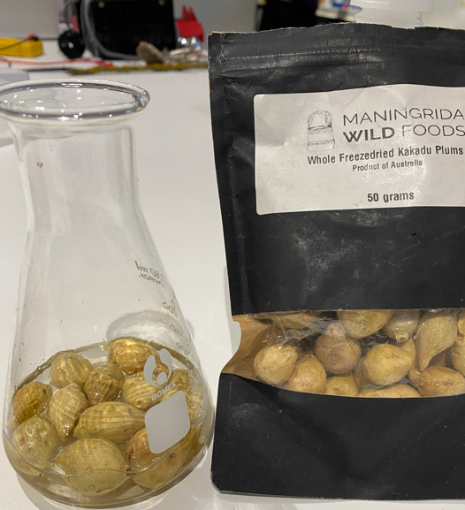 MANINGRIDA
WILD FOODS
Whole Freezedried Kakadu Plums
Product of Australia
50 grams